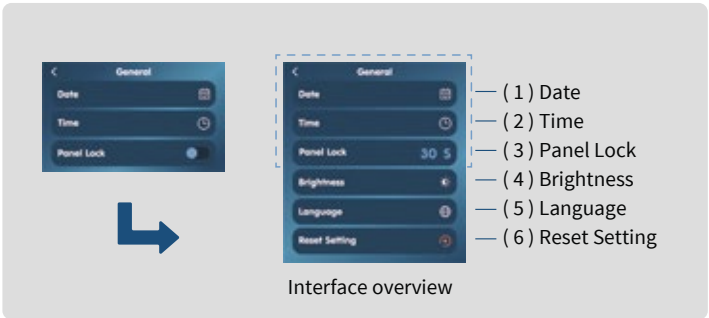 General
Date
Time
Panel Lock
General
Date
Time
Panel Lock 30 S
Brightness
Language
Reset Setting
( 1 ) Date
( 2 ) Time
( 3 ) Panel Lock
( 4 ) Brightness
( 5 ) Language
( 6 ) Reset Setting
Interface overview